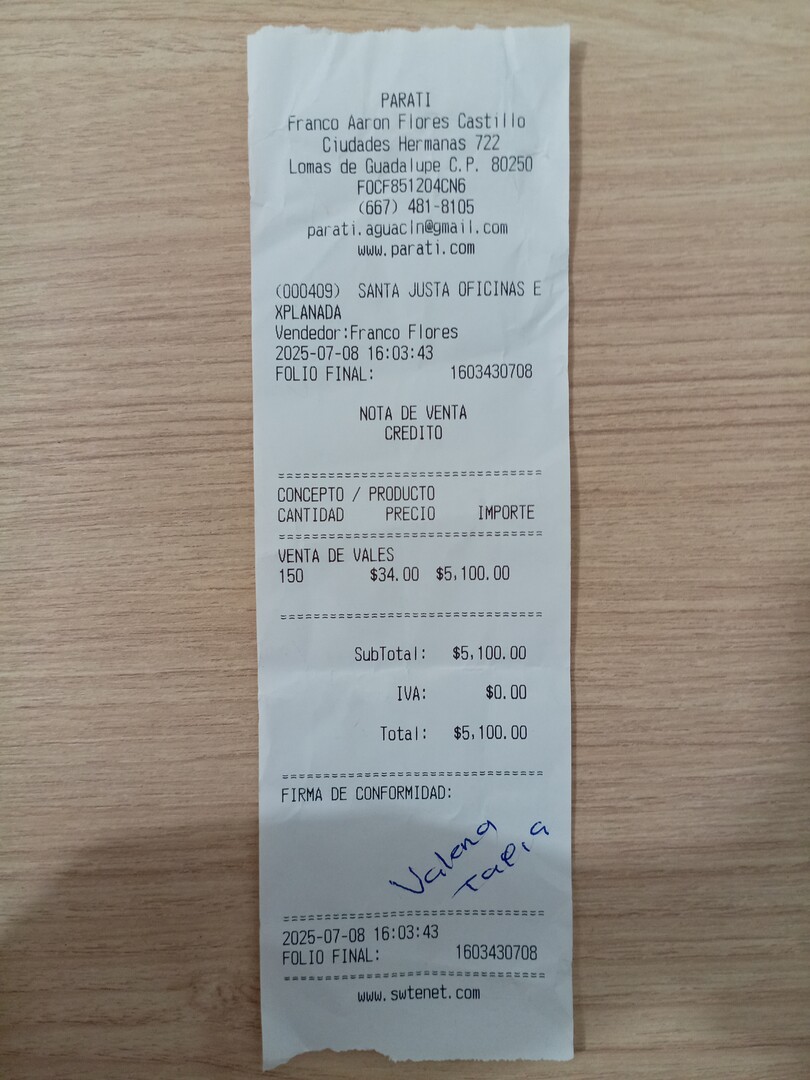 PARATI
Franco Aaron Flores Castillo
Ciudades Hermanas 722
Lomas de Guadalupe C.P. 80250
FOCF851204CN6
(667) 481-8105
parati.aguacln@gmail.com
www.parati.com
(000409) SANTA JUSTA OFICINAS E
XPLANADA
Vendedor:Franco Flores
2025-07-08 16:03:43
FOLIO FINAL: 1603430708
NOTA DE VENTA
CREDITO
================================
CONCEPTO / PRODUCTO
CANTIDAD PRECIO IMPORTE
================================
VENTA DE VALES
150 $34.00 $5,100.00
================================
SubTotal: $5,100.00
IVA: $0.00
Total: $5,100.00
================================
FIRMA DE CONFORMIDAD:
Valeria
Tapia
================================
2025-07-08 16:03:43
FOLIO FINAL: 1603430708
================================
www.swtenet.com